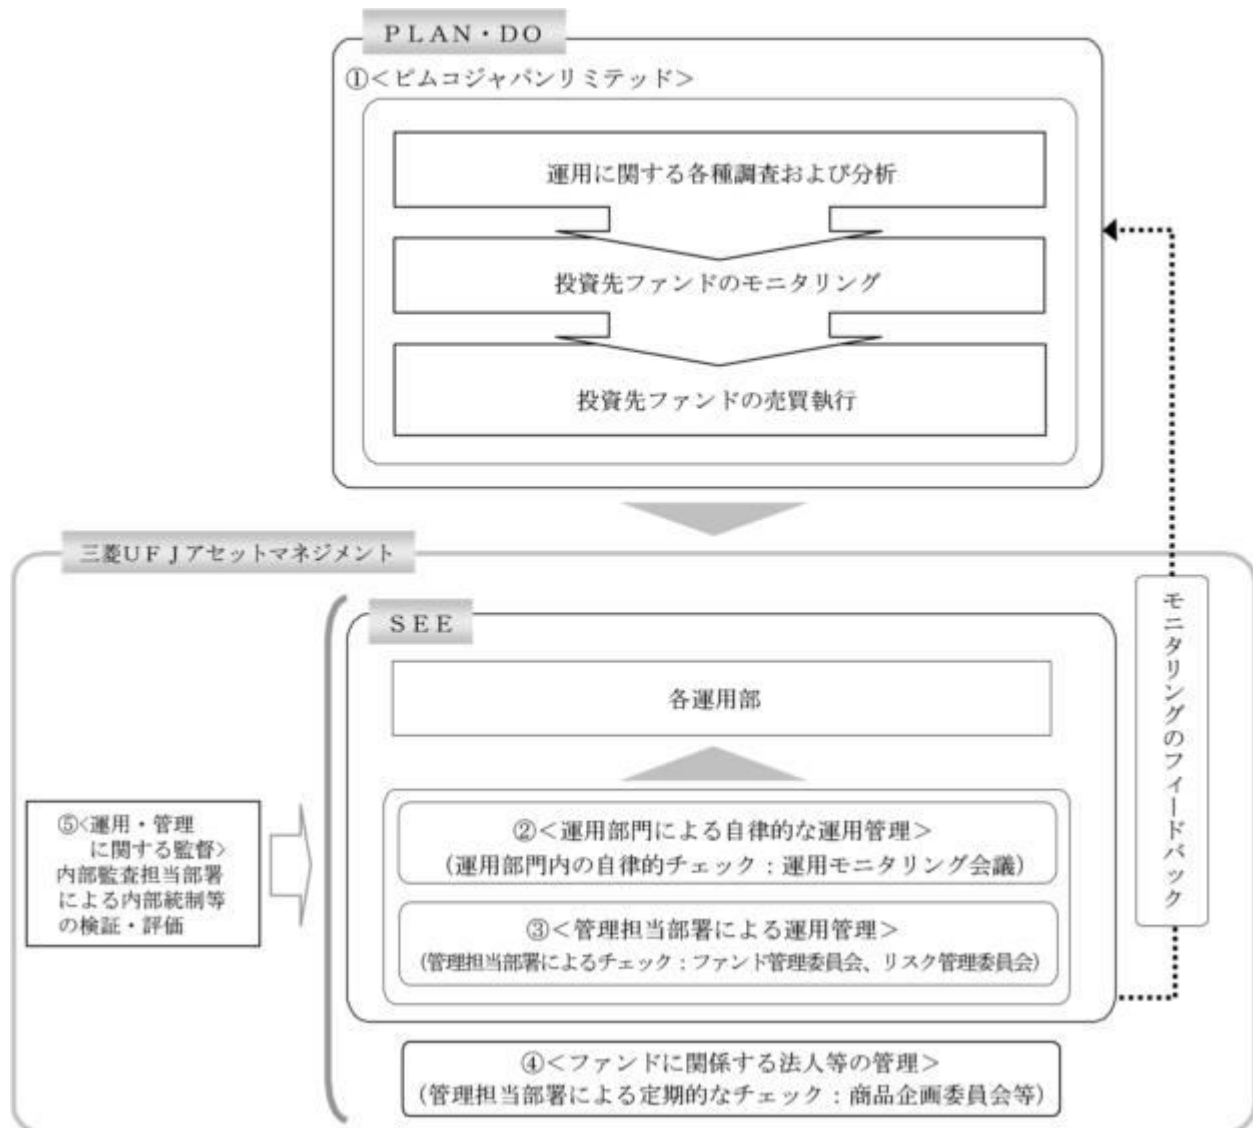 ＰＬＡＮ・ＤＯ
①＜ピムコジャパンリミテッド＞
運用に関する各種調査および分析
投資先ファンドのモニタリング
投資先ファンドの売買執行
三菱ＵＦＪアセットマネジメント
ＳＥＥ
各運用部
②＜運用部門による自律的な運用管理＞
(運用部門内の自律的チェック：運用モニタリング会議)
③＜管理担当部署による運用管理＞
(管理担当部署によるチェック：ファンド管理委員会、リスク管理委員会)
④＜ファンドに関係する法人等の管理＞
(管理担当部署による定期的なチェック：商品企画委員会等)
⑤<運用・管理
に関する監督>
内部監査担当部署
による内部統制等
の検証・評価
モニタリングのフィードバック